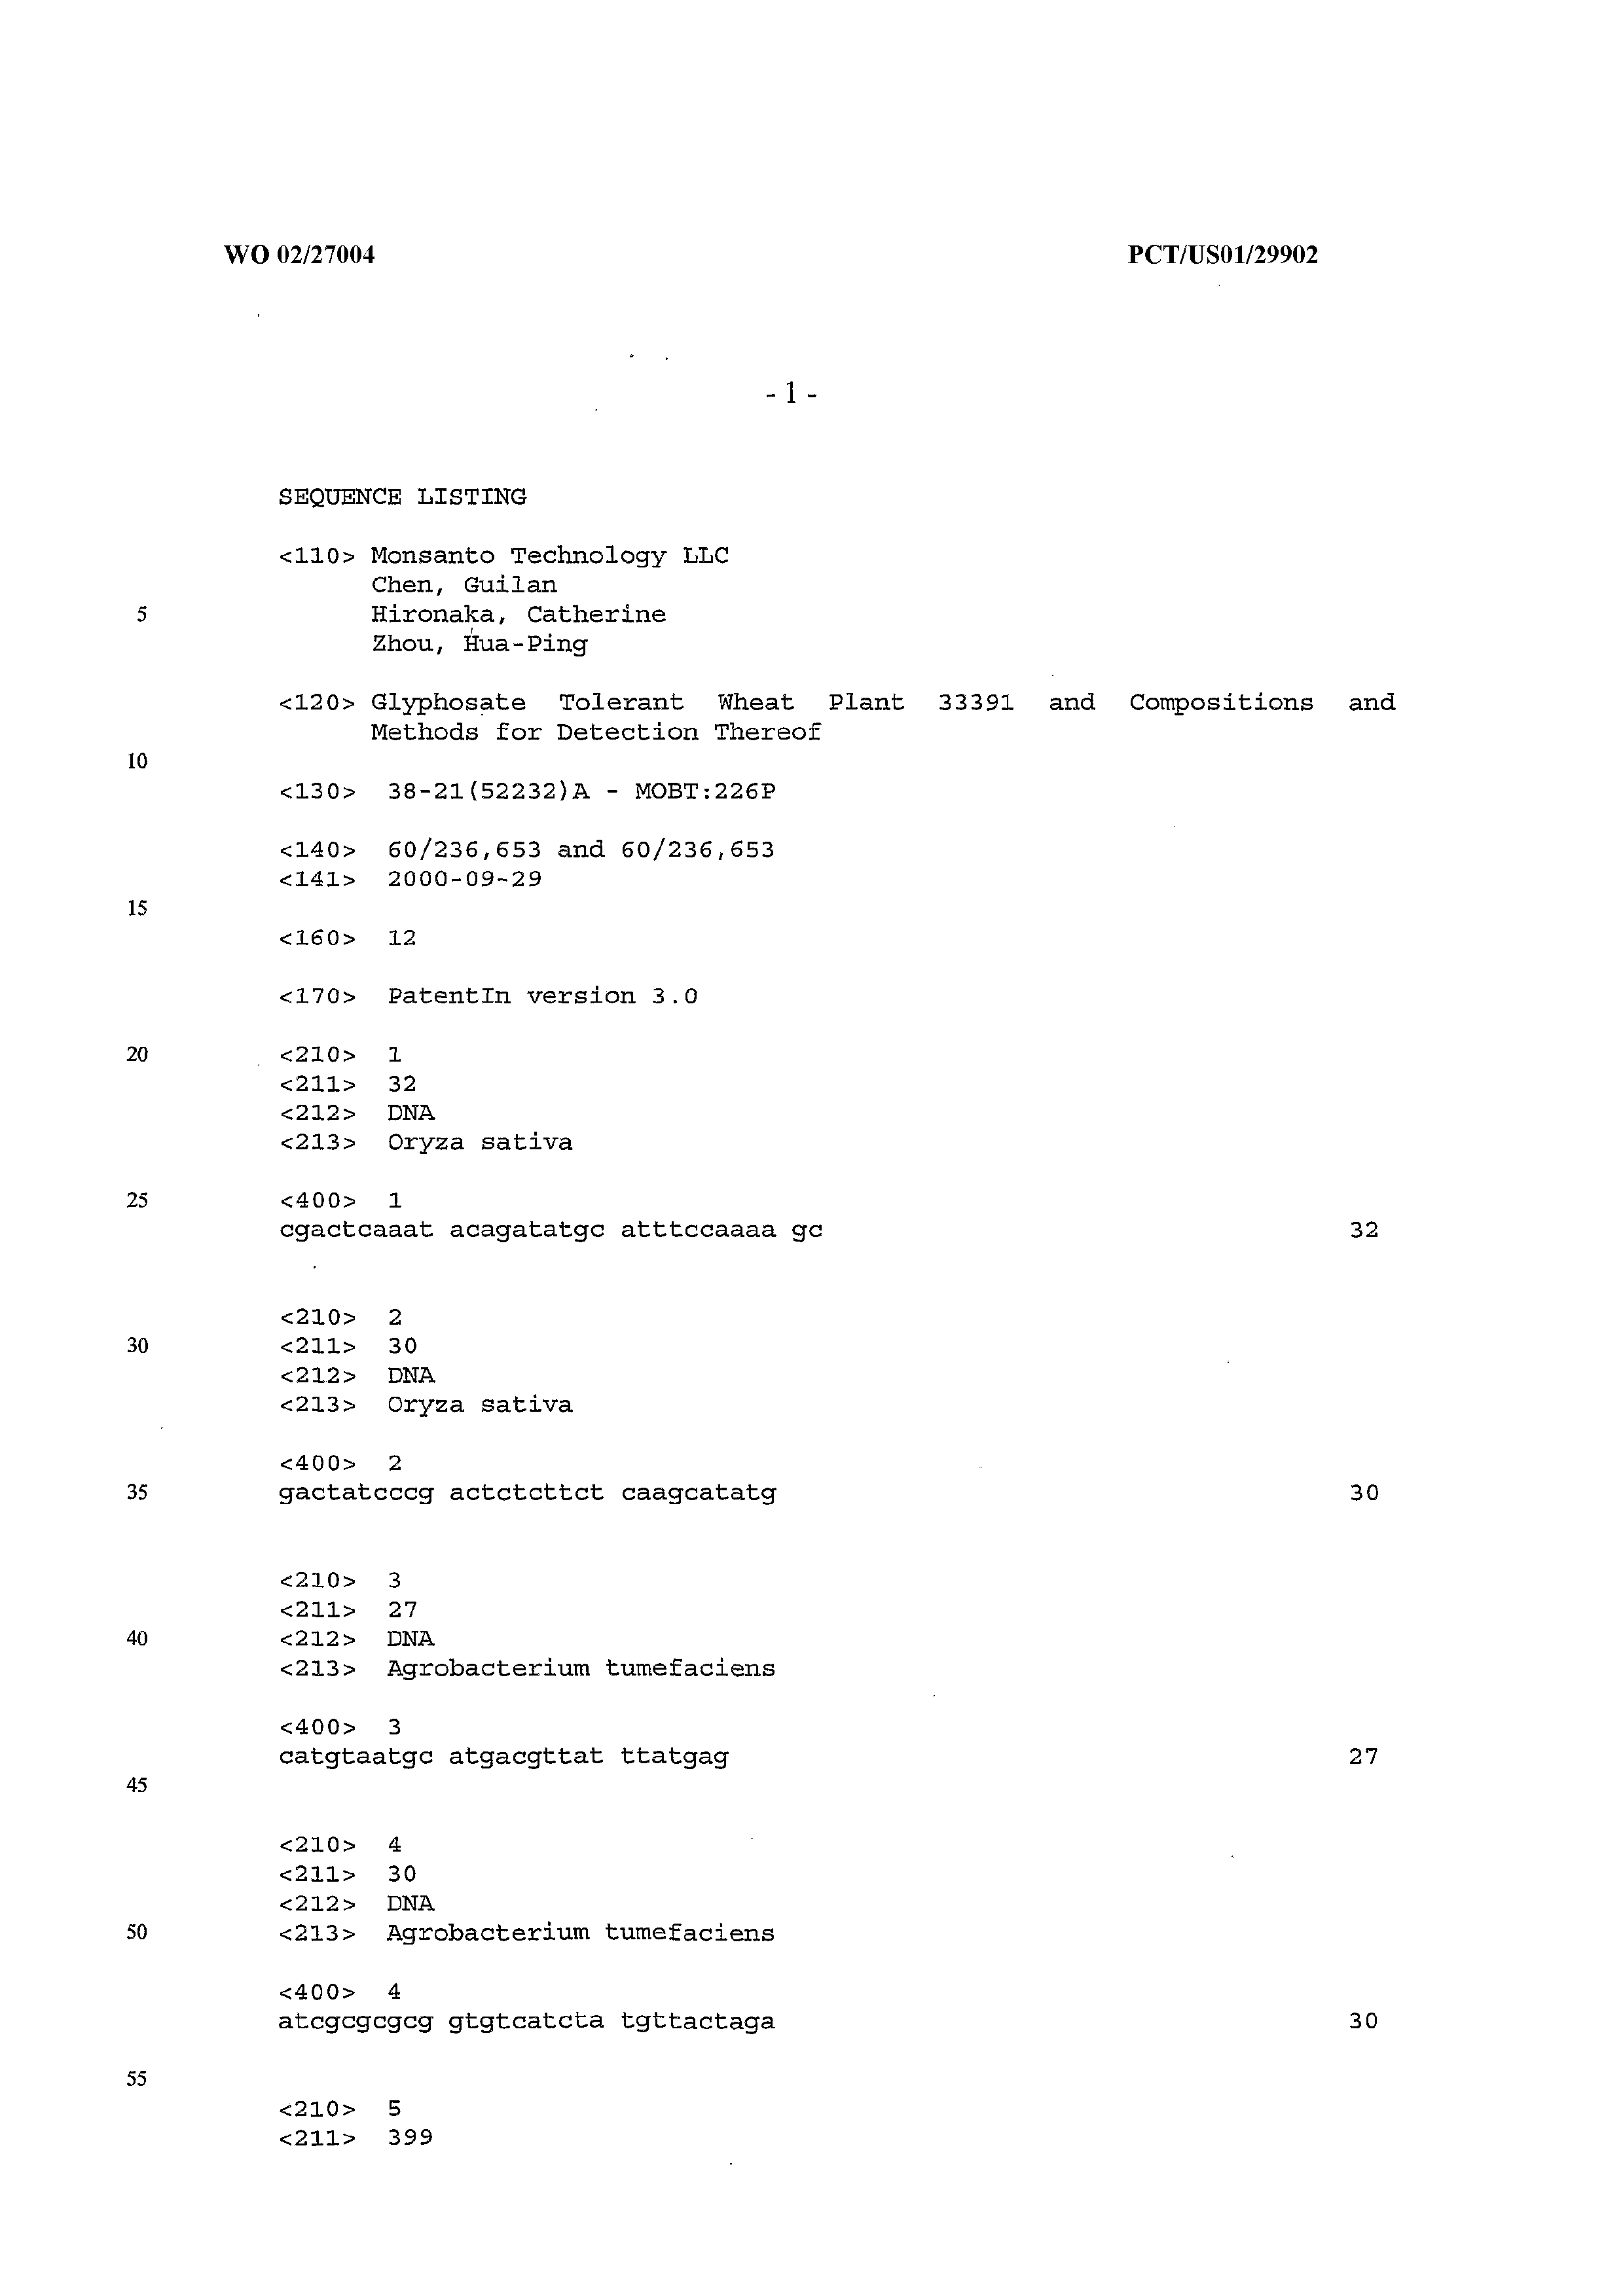 WO 02/27004 PCT/US01/29902
- 1 -
SEQUENCE LISTING
<110> Monsanto Technology LLC
Chen, Guilan
5 Hironaka, Catherine
Zhou, Hua-Ping
<120> Glyphosate Tolerant Wheat Plant 33391 and Compositions and
Methods for Detection Thereof
10
<130> 38-21(52232)A - MOBT:226P
<140> 60/236,653 and 60/236,653
<141> 2000-09-29
15
<160> 12
<170> PatentIn version 3.0
20 <210> 1
<211> 32
<212> DNA
<213> Oryza sativa
25 <400> 1
cgactcaaat acagatatgc atttccaaaa gc 32
<210> 2
30 <211> 30
<212> DNA
<213> Oryza sativa
<400> 2
35 gactatcccg actctcttct caagcatatg 30
<210> 3
<211> 27
40 <212> DNA
<213> Agrobacterium tumefaciens
<400> 3
catgtaatgc atgacgttat ttatgag 27
45
<210> 4
<211> 30
<212> DNA
50 <213> Agrobacterium tumefaciens
<400> 4
atcgcgcgcg gtgtcatcta tgttactaga 30
55
<210> 5
<211> 399